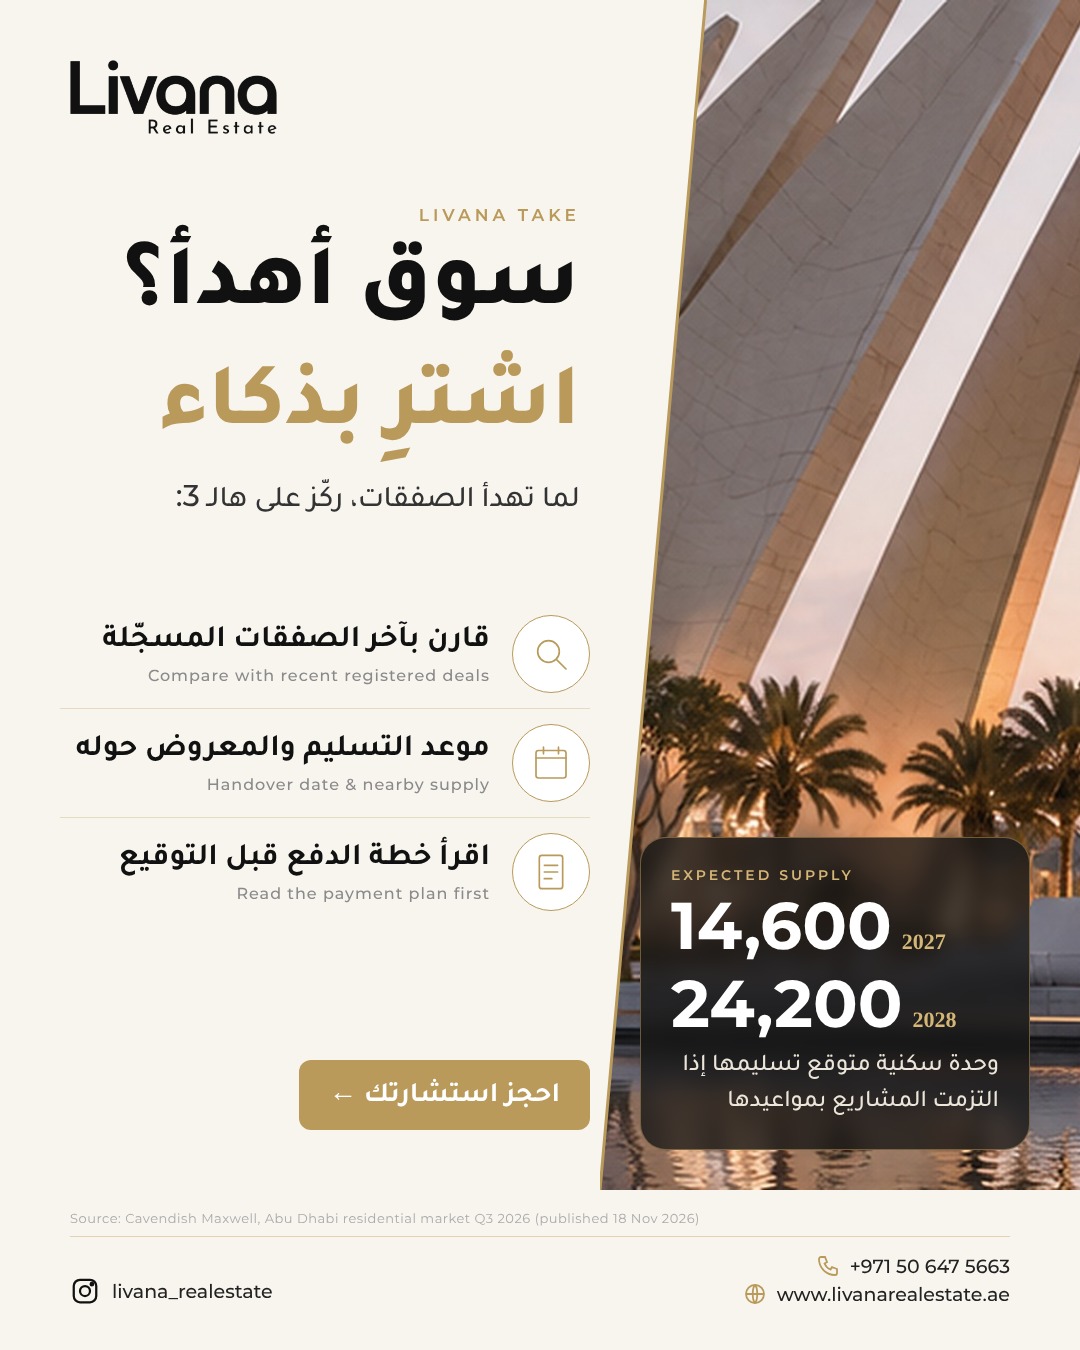 Livana
Real Estate
LIVANA TAKE
سوق أهدأ؟
اشترِ بذكاء
لما تهدأ الصفقات، ركّز على هالـ 3:
قارن بآخر الصفقات المسجّلة
Compare with recent registered deals
موعد التسليم والمعروض حوله
Handover date & nearby supply
اقرأ خطة الدفع قبل التوقيع
Read the payment plan first
احجز استشارتك ←
EXPECTED SUPPLY
14,600 2027
24,200 2028
وحدة سكنية متوقع تسليمها إذا
التزمت المشاريع بمواعيدها
Source: Cavendish Maxwell, Abu Dhabi residential market Q3 2026 (published 18 Nov 2026)
livana_realestate
+971 50 647 5663
www.livanarealestate.ae